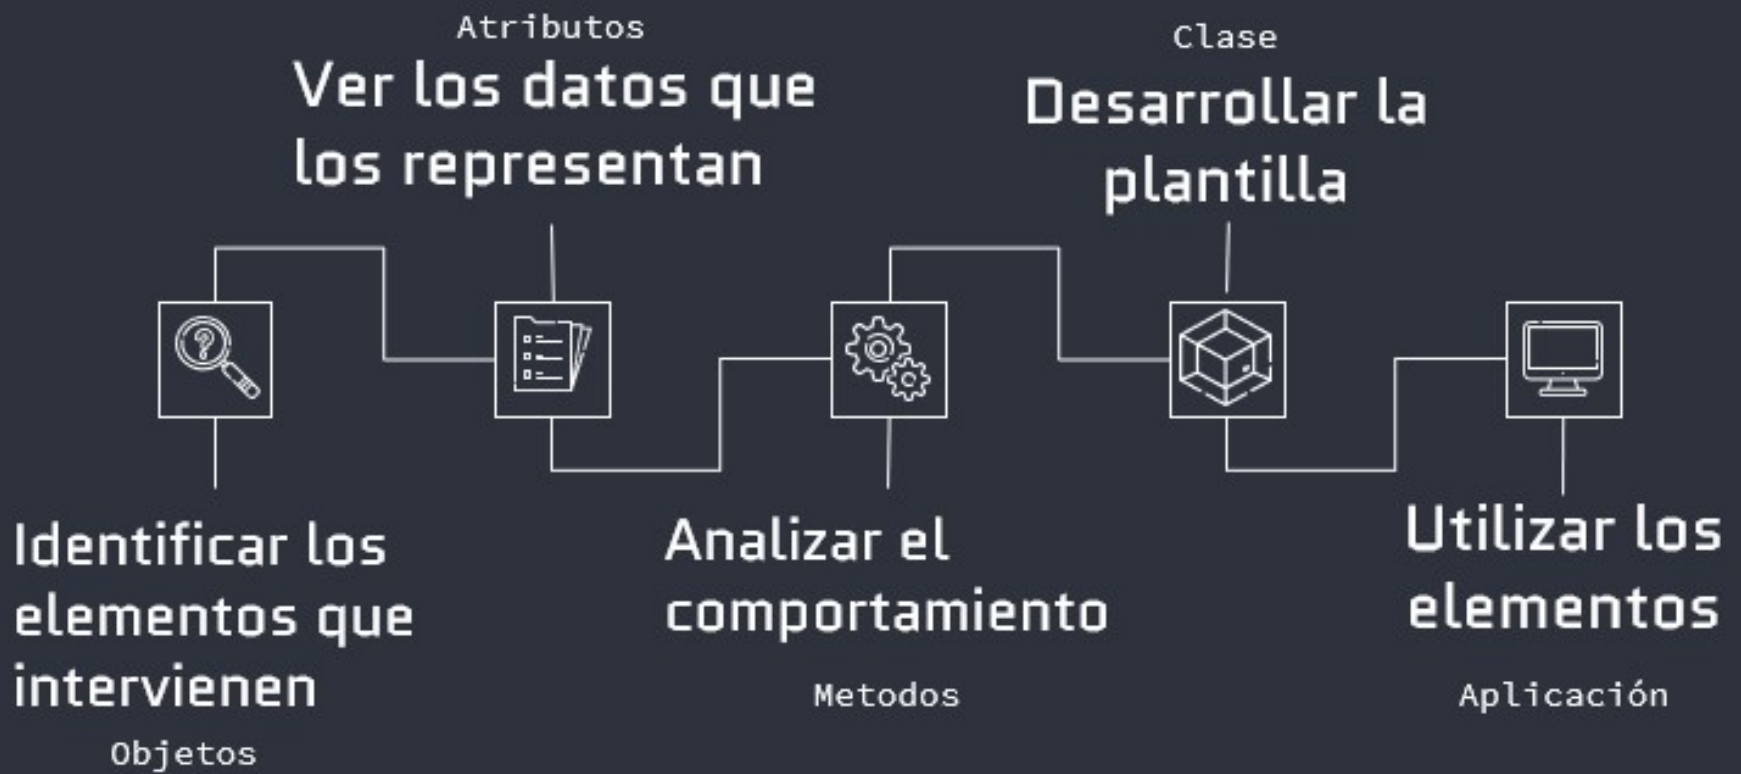 Identificar los
elementos que
intervienen
Objetos
Atributos
Ver los datos que
los representan
Analizar el
comportamiento
Metodos
Clase
Desarrollar la
plantilla
Utilizar los
elementos
Aplicación